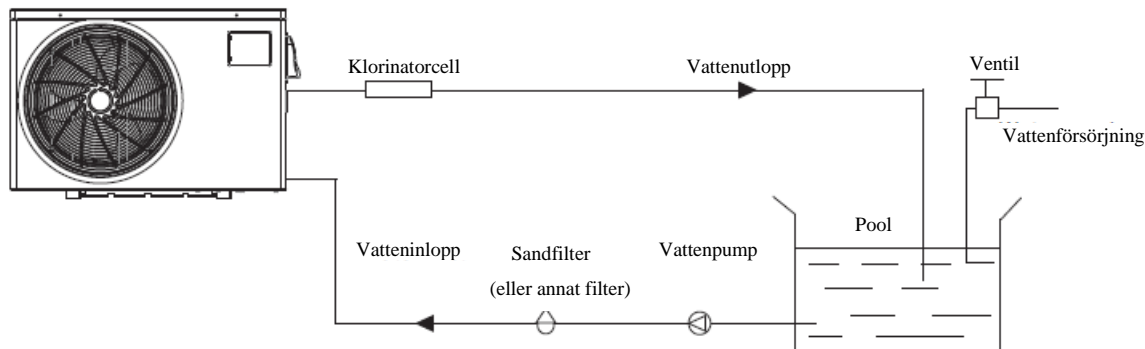 Klorinatorcell
Vattenutlopp
Ventil
Vattenförsörjning
Pool
Vatteninlopp
Sandfilter
(eller annat filter)
Vattenpump